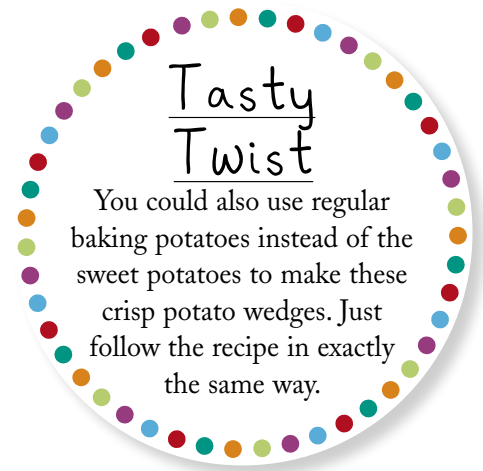 Tasty
Twist
You could also use regular
baking potatoes instead of the
sweet potatoes to make these
crisp potato wedges. Just
follow the recipe in exactly
the same way.